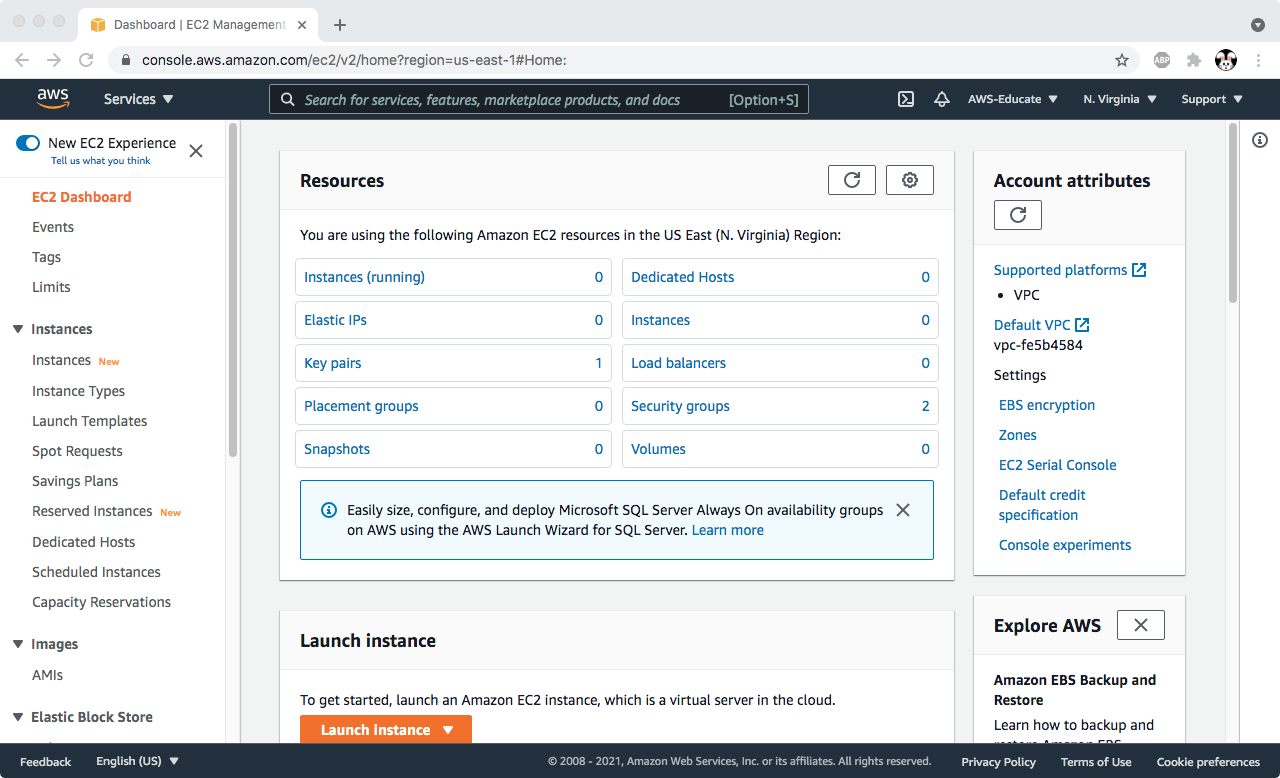 Dashboard | EC2 Management
console.aws.amazon.com/ec2/v2/home?region=us-east-1#Home:
ABP
aws
Services
Search for services, features, marketplace products, and docs
[Option+S]
AWS-Educate
N. Virginia
Support
New EC2 Experience
Tell us what you think
EC2 Dashboard
Events
Tags
Limits
Instances
Instances New
Instance Types
Launch Templates
Spot Requests
Savings Plans
Reserved Instances New
Dedicated Hosts
Scheduled Instances
Capacity Reservations
Images
AMIs
Elastic Block Store
Resources
You are using the following Amazon EC2 resources in the US East (N. Virginia) Region:
Instances (running) 0
Dedicated Hosts 0
Elastic IPs 0
Instances 0
Key pairs 1
Load balancers 0
Placement groups 0
Security groups 2
Snapshots 0
Volumes 0
Easily size, configure, and deploy Microsoft SQL Server Always On availability groups
on AWS using the AWS Launch Wizard for SQL Server. Learn more
Launch instance
To get started, launch an Amazon EC2 instance, which is a virtual server in the cloud.
Launch instance
Account attributes
Supported platforms
• VPC
Default VPC
vpc-fe5b4584
Settings
EBS encryption
Zones
EC2 Serial Console
Default credit
specification
Console experiments
Explore AWS
Amazon EBS Backup and
Restore
Learn how to backup and
restore Amazon EBS
Feedback
English (US)
© 2008 - 2021, Amazon Web Services, Inc. or its affiliates. All rights reserved.
Privacy Policy
Terms of Use
Cookie preferences